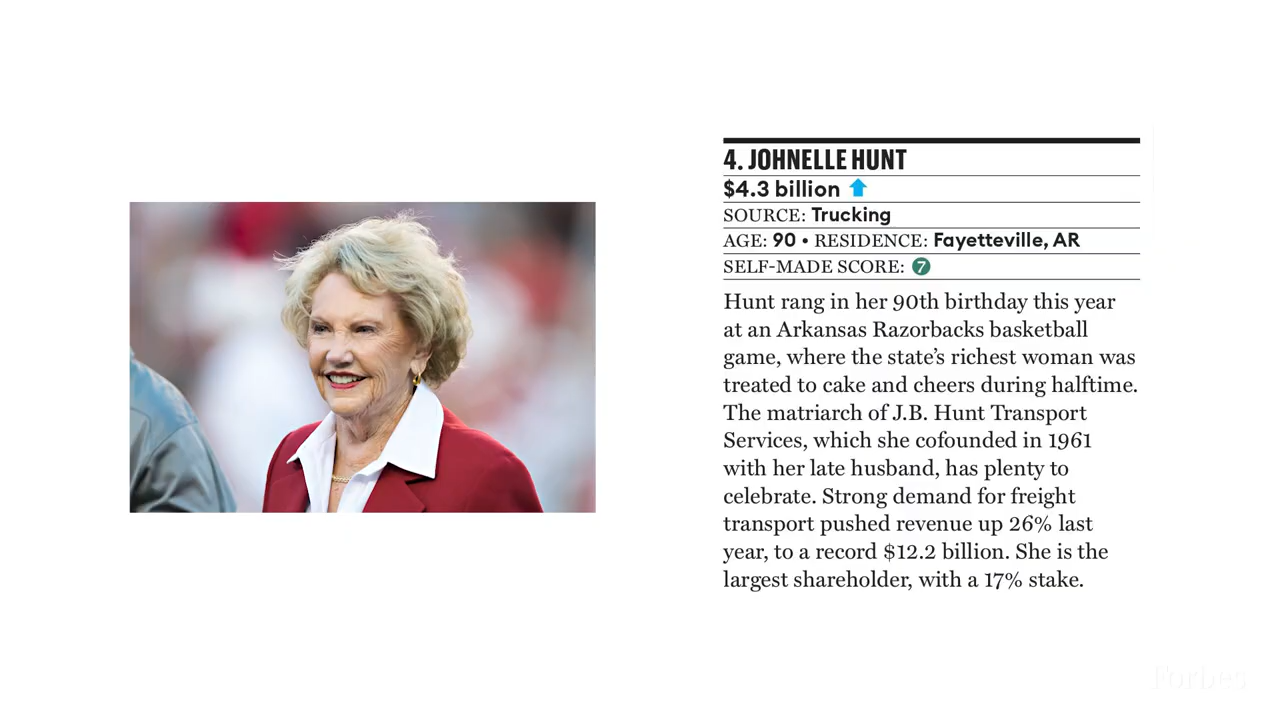 4. JOHNELLE HUNT
$4.3 billion
SOURCE: Trucking
AGE: 90 • RESIDENCE: Fayetteville, AR
SELF-MADE SCORE: 7
Hunt rang in her 90th birthday this year
at an Arkansas Razorbacks basketball
game, where the state’s richest woman was
treated to cake and cheers during halftime.
The matriarch of J.B. Hunt Transport
Services, which she cofounded in 1961
with her late husband, has plenty to
celebrate. Strong demand for freight
transport pushed revenue up 26% last
year, to a record $12.2 billion. She is the
largest shareholder, with a 17% stake.
Forbes